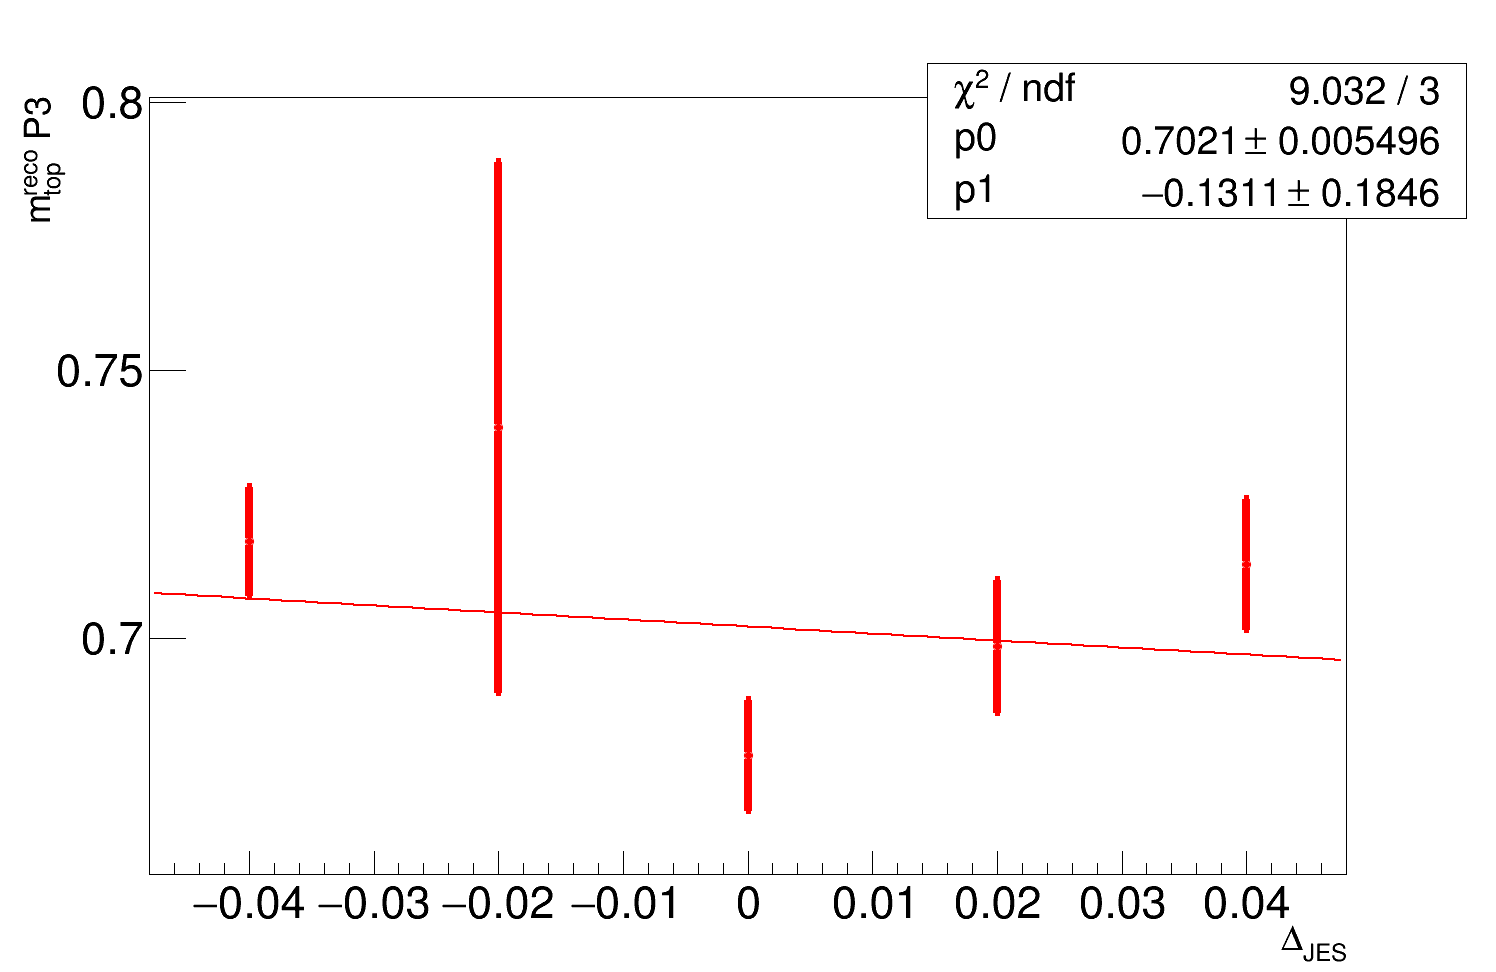 χ² / ndf 9.032 / 3
p0 0.7021 ± 0.005496
p1 −0.1311 ± 0.1846
m_top^reco P3
0.8
0.75
0.7
−0.04 −0.03 −0.02 −0.01 0 0.01 0.02 0.03 0.04
Δ_JES